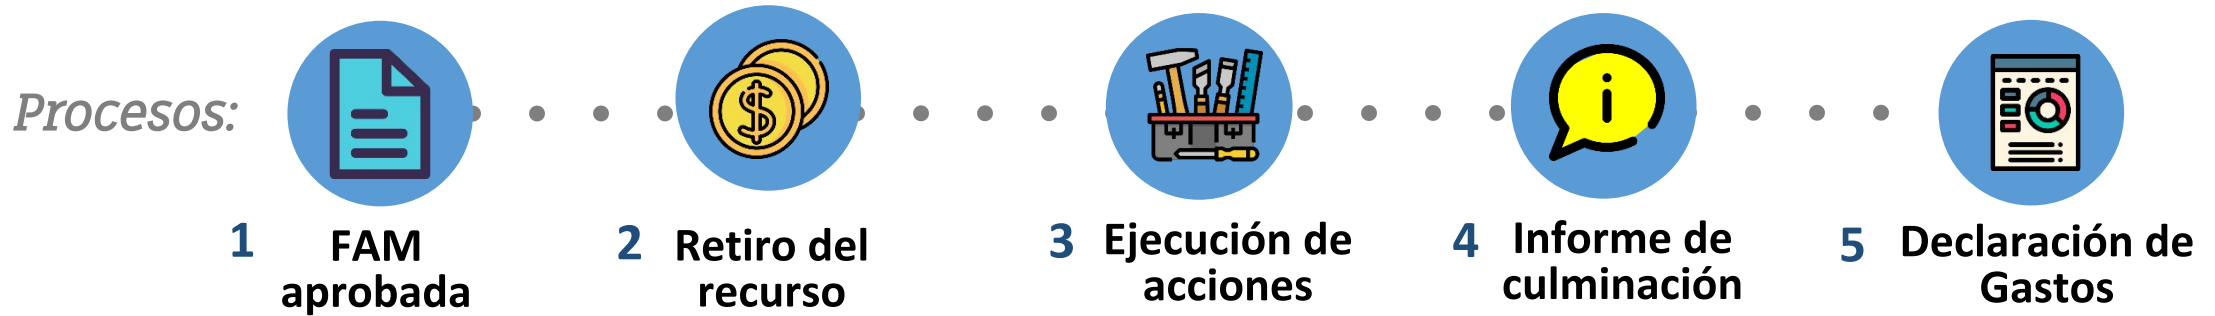 Procesos:
1 FAM
aprobada
2 Retiro del
recurso
3 Ejecución de
acciones
4 Informe de
culminación
5 Declaración de
Gastos